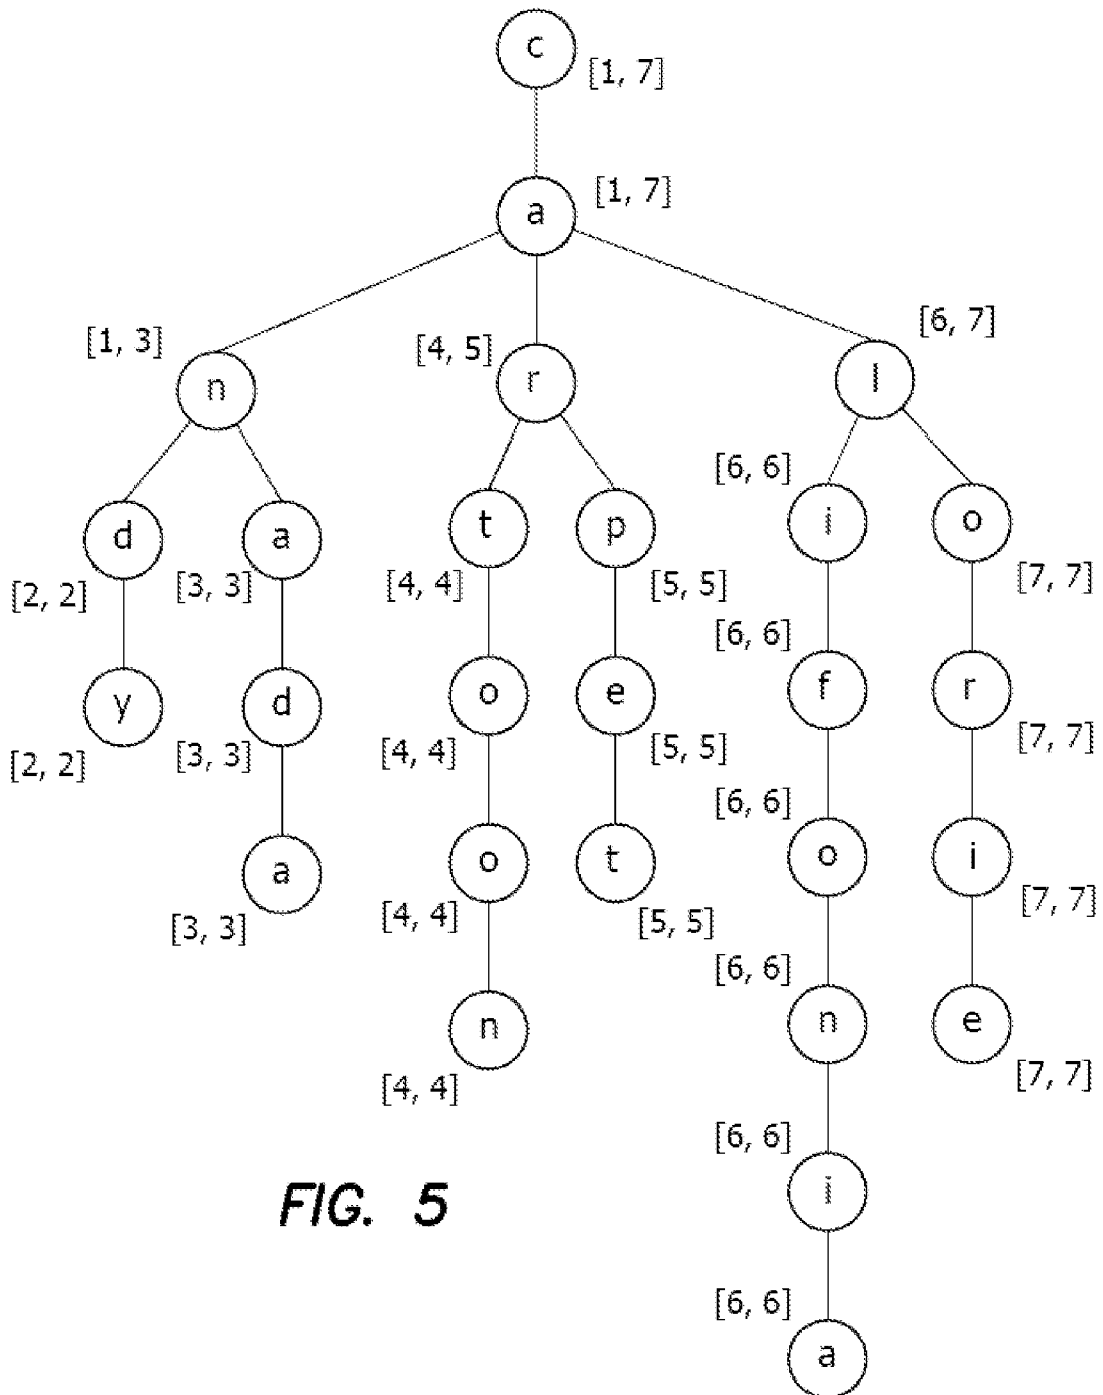 c
[1, 7]
a
[1, 7]
[1, 3]
n
[4, 5]
r
[6, 7]
l
d
[2, 2]
a
[3, 3]
t
[4, 4]
p
[5, 5]
[6, 6]
i
o
[7, 7]
y
[2, 2]
d
[3, 3]
o
[4, 4]
e
[5, 5]
[6, 6]
f
r
[7, 7]
a
[3, 3]
o
[4, 4]
t
[5, 5]
[6, 6]
o
i
[7, 7]
n
[4, 4]
[6, 6]
n
e
[7, 7]
[6, 6]
i
FIG. 5
[6, 6]
a